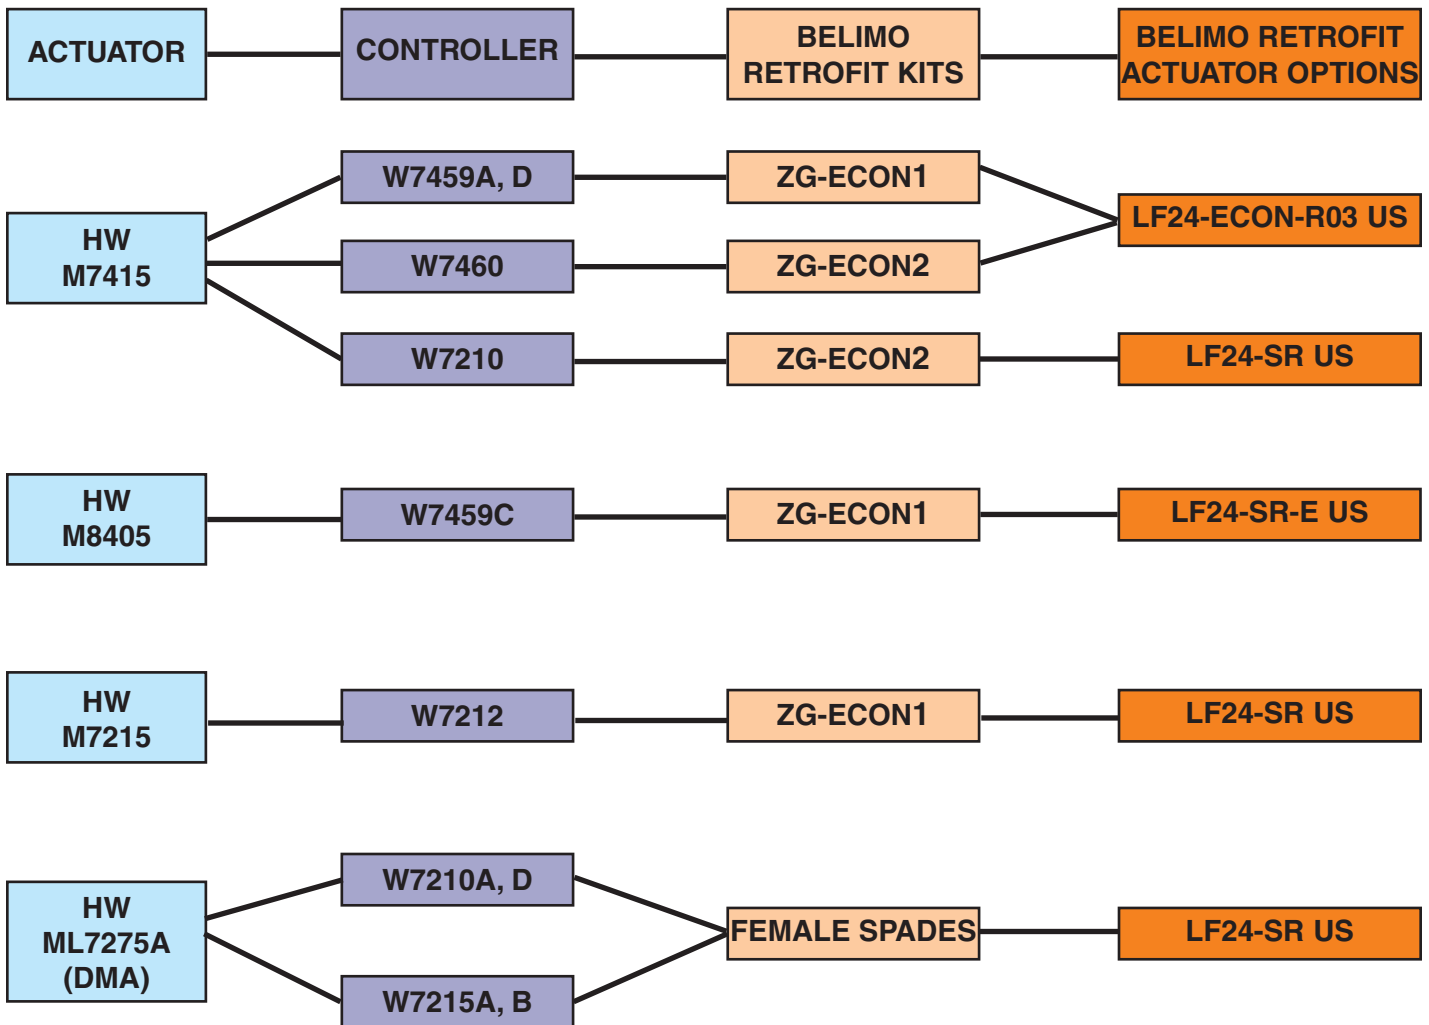 ACTUATOR
CONTROLLER
BELIMO
RETROFIT KITS
BELIMO RETROFIT
ACTUATOR OPTIONS
HW
M7415
W7459A, D
ZG-ECON1
LF24-ECON-R03 US
W7460
ZG-ECON2
W7210
ZG-ECON2
LF24-SR US
HW
M8405
W7459C
ZG-ECON1
LF24-SR-E US
HW
M7215
W7212
ZG-ECON1
LF24-SR US
HW
ML7275A
(DMA)
W7210A, D
W7215A, B
FEMALE SPADES
LF24-SR US